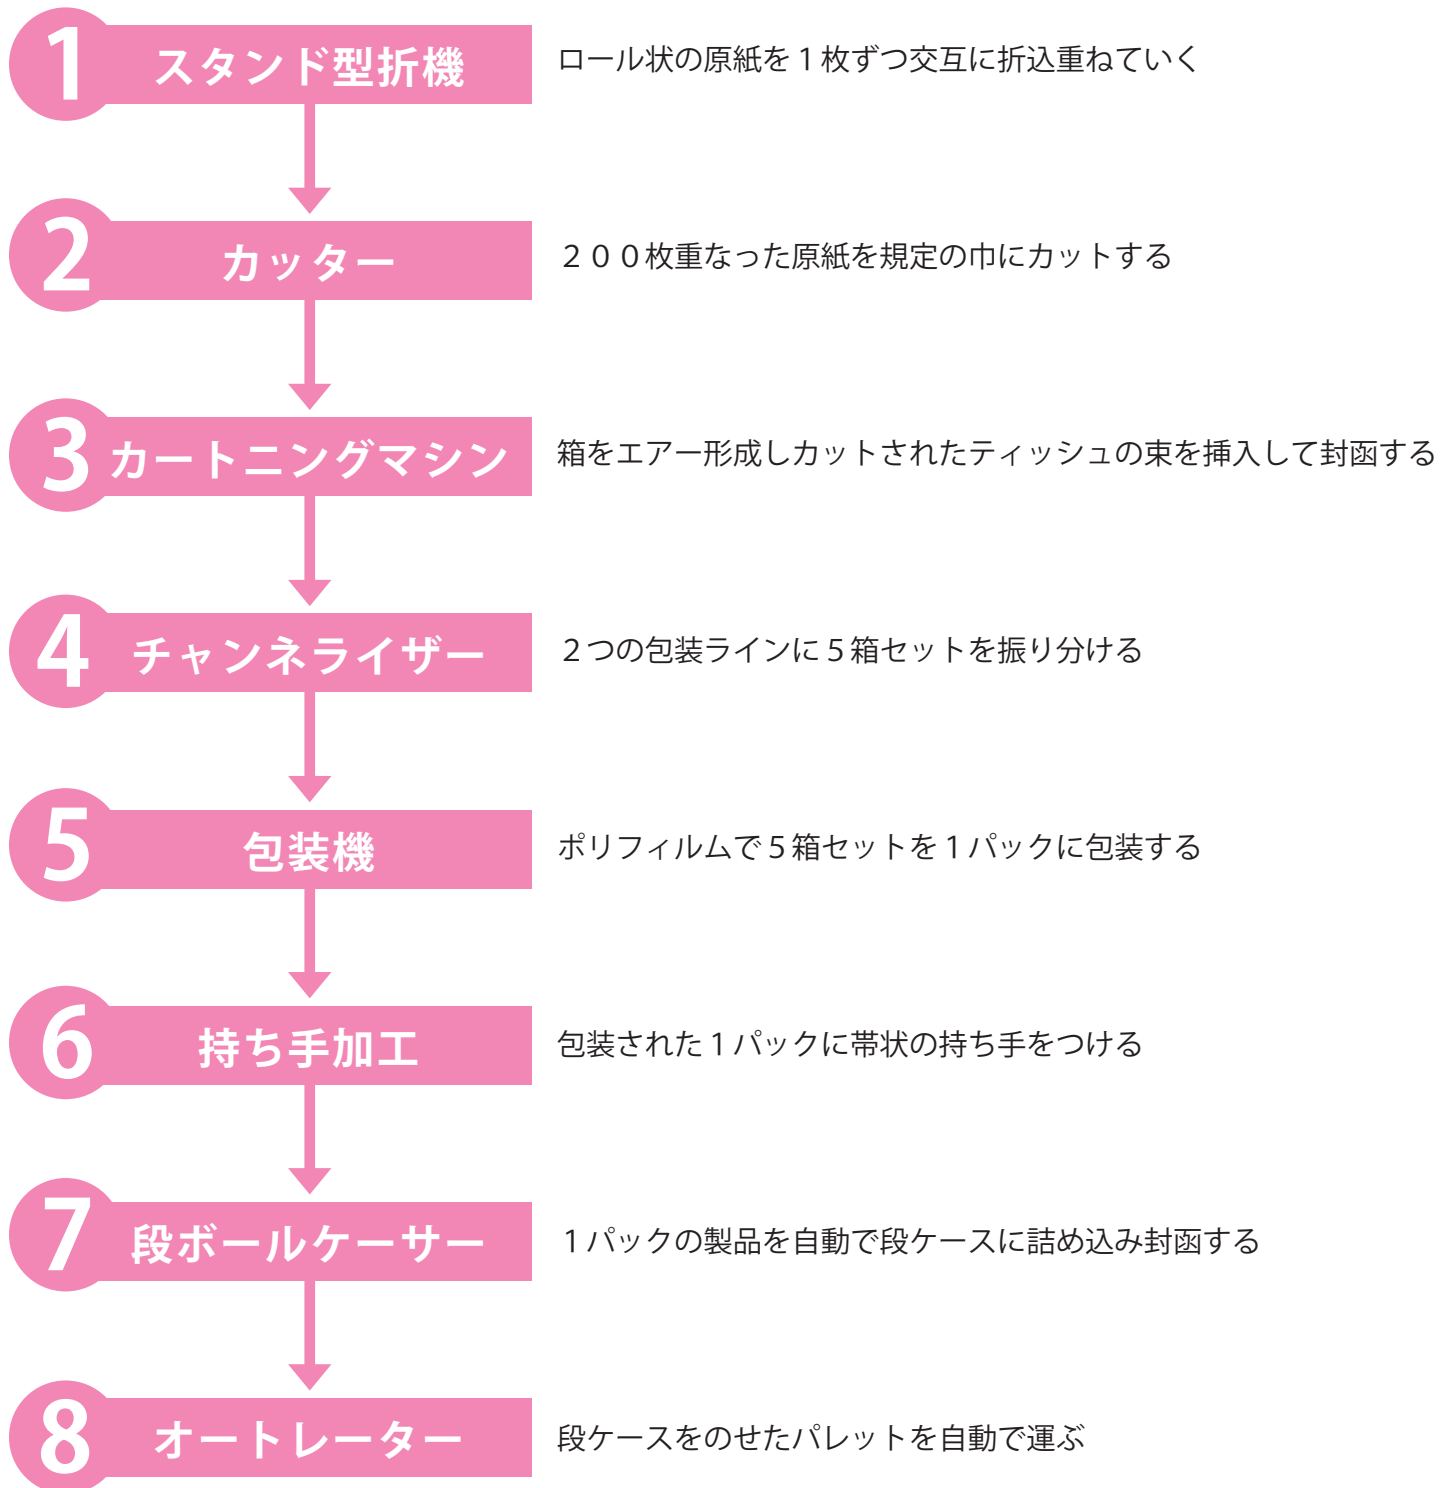 1 スタンド型折機 ロール状の原紙を１枚ずつ交互に折込重ねていく
2 カッター ２００枚重なった原紙を規定の巾にカットする
3 カートニングマシン 箱をエアー形成しカットされたティッシュの束を挿入して封函する
4 チャンネライザー ２つの包装ラインに５箱セットを振り分ける
5 包装機 ポリフィルムで５箱セットを１パックに包装する
6 持ち手加工 包装された１パックに帯状の持ち手をつける
7 段ボールケーサー １パックの製品を自動で段ケースに詰め込み封函する
8 オートレーター 段ケースをのせたパレットを自動で運ぶ